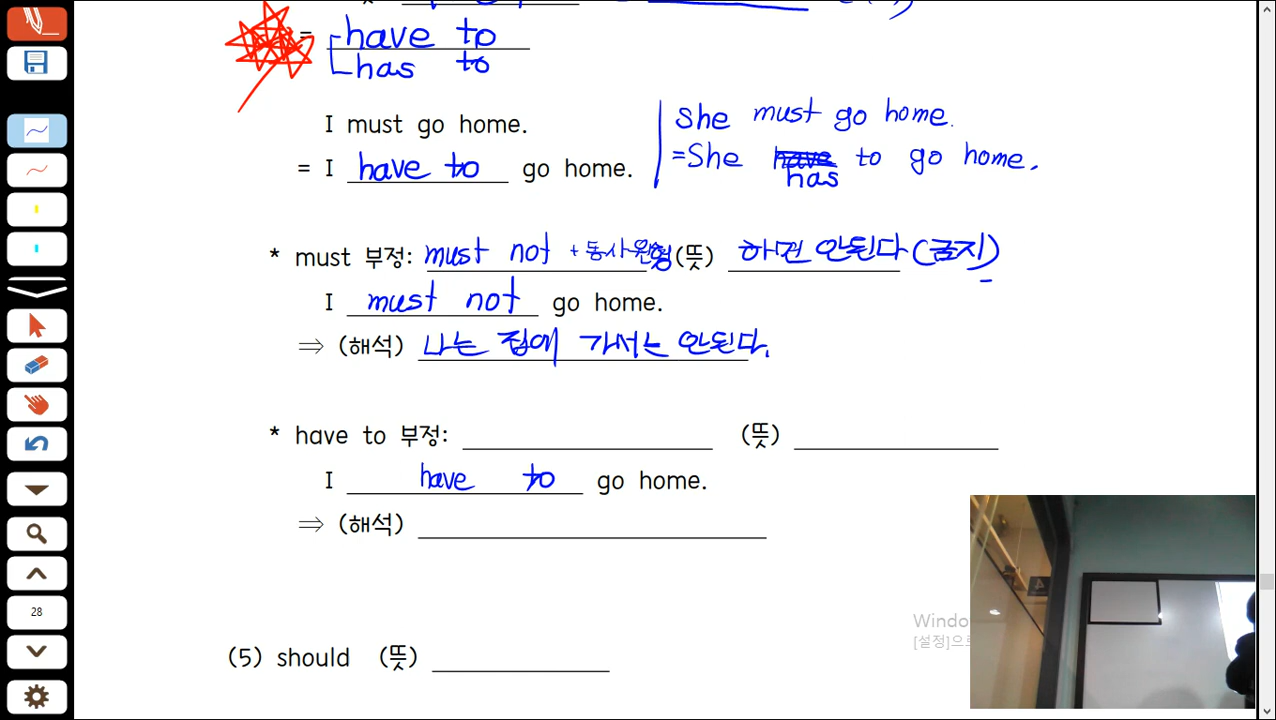 = have to
has to
I must go home.
= I have to go home.
She must go home.
=She to go home.
has
* must 부정: must not + 동사원형 (뜻) 하면 안된다 (금지)
I must not go home.
⇒ (해석) 나는 집에 가서는 안된다.
* have to 부정: (뜻)
I have to go home.
⇒ (해석)
(5) should (뜻)
28
Windo
[설정]으로